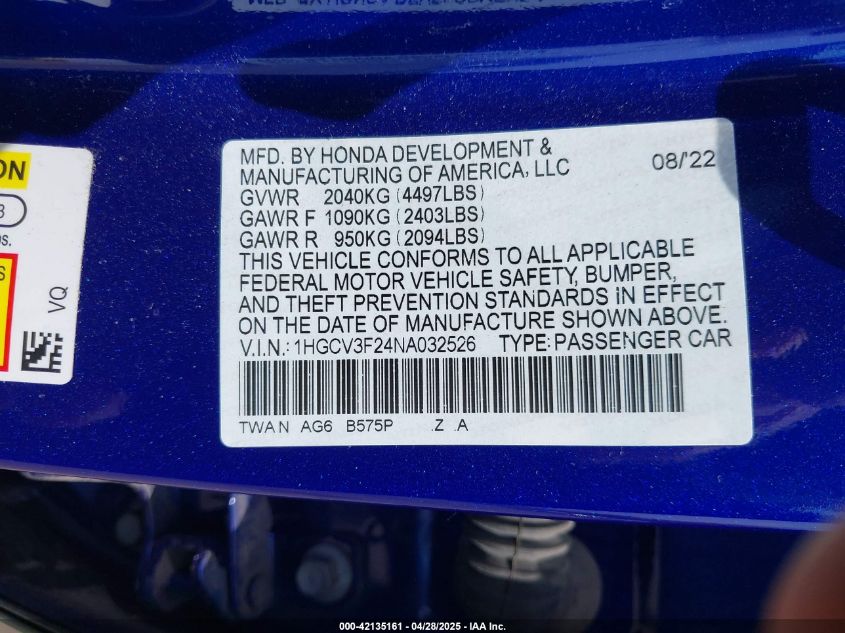 ON
3
os.
S
VQ
MFD. BY HONDA DEVELOPMENT &
MANUFACTURING OF AMERICA, LLC 08/'22
GVWR 2040KG (4497LBS)
GAWR F 1090KG (2403LBS)
GAWR R 950KG (2094LBS)
THIS VEHICLE CONFORMS TO ALL APPLICABLE
FEDERAL MOTOR VEHICLE SAFETY, BUMPER,
AND THEFT PREVENTION STANDARDS IN EFFECT
ON THE DATE OF MANUFACTURE SHOWN ABOVE.
V.I.N.:1HGCV3F24NA032526 TYPE:PASSENGER CAR
TWAN AG6 B575P .Z .A
000-42135161 - 04/28/2025 - IAA Inc.